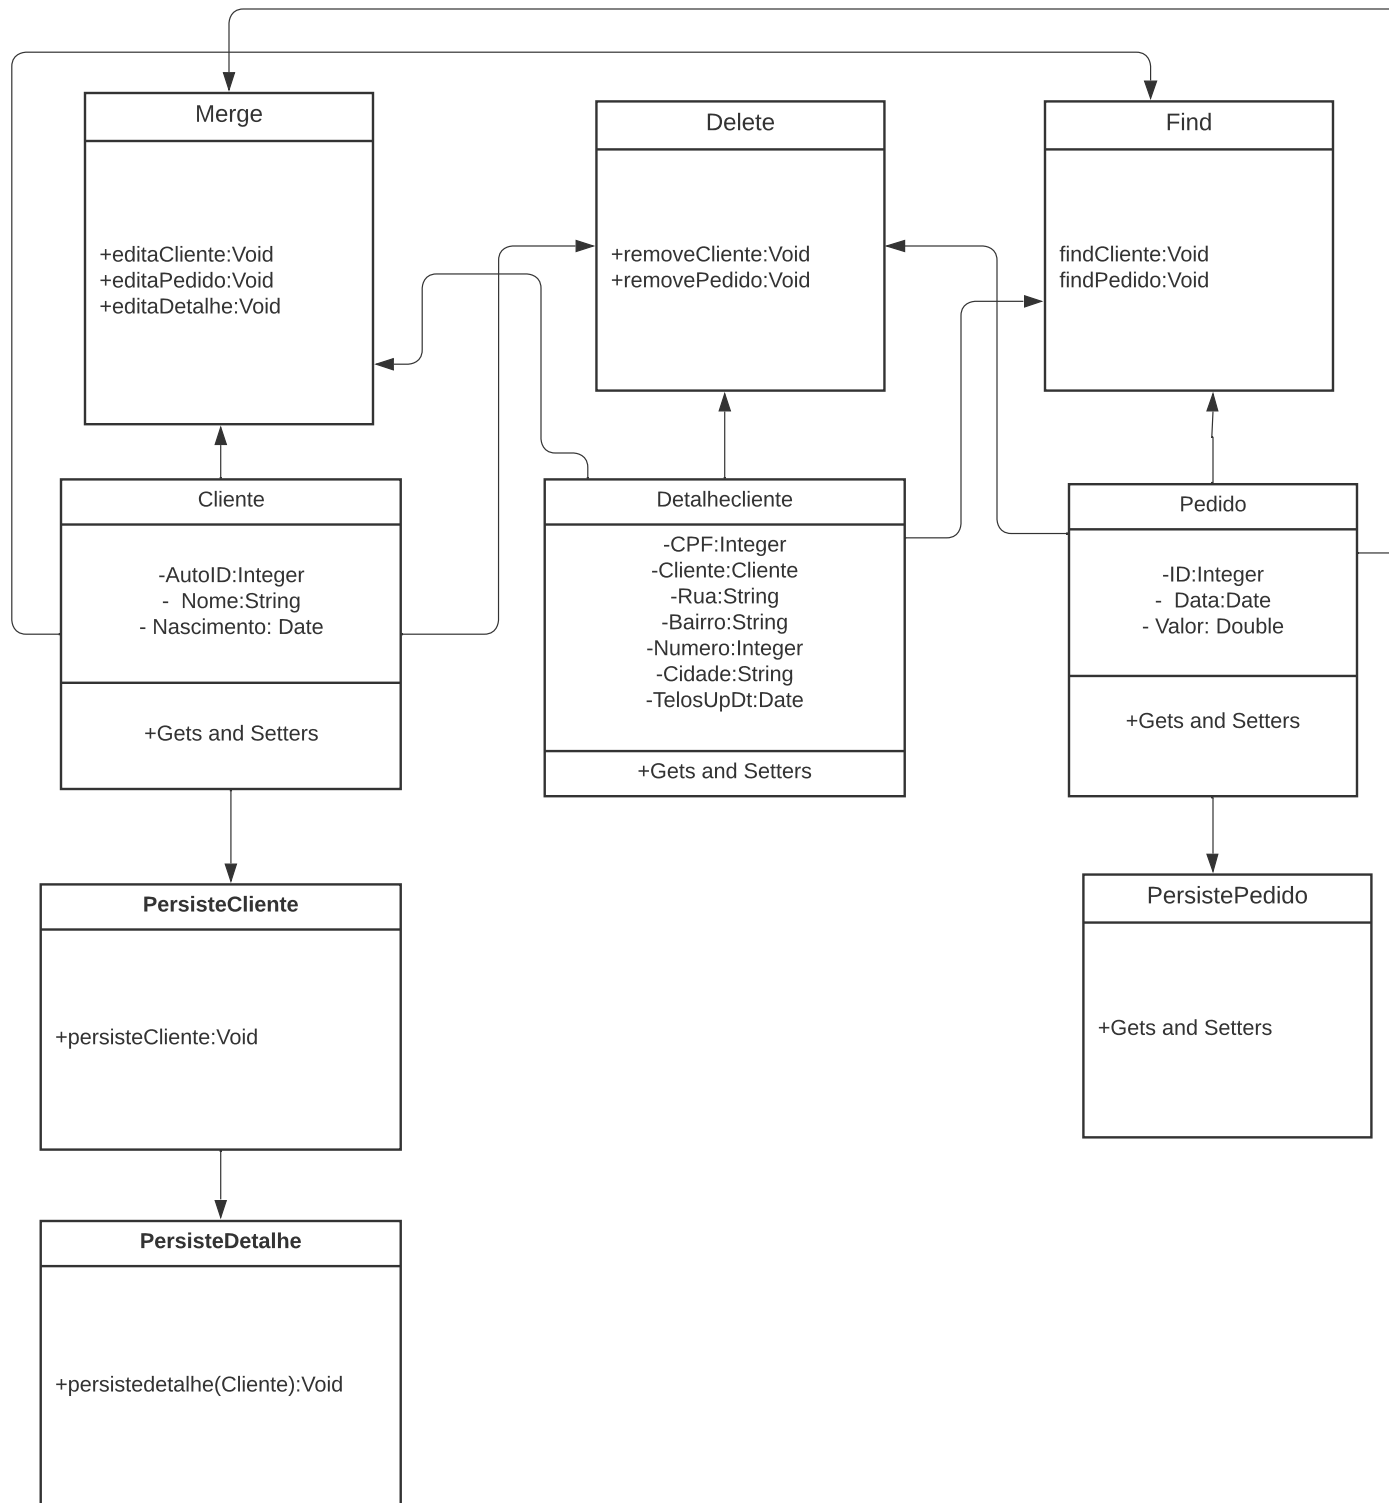 Merge
+editaCliente:Void
+editaPedido:Void
+editaDetalhe:Void
Delete
+removeCliente:Void
+removePedido:Void
Find
findCliente:Void
findPedido:Void
Cliente
-AutoID:Integer
- Nome:String
- Nascimento: Date
+Gets and Setters
Detalhecliente
-CPF:Integer
-Cliente:Cliente
-Rua:String
-Bairro:String
-Numero:Integer
-Cidade:String
-TelosUpDt:Date
+Gets and Setters
Pedido
-ID:Integer
- Data:Date
- Valor: Double
+Gets and Setters
PersisteCliente
+persisteCliente:Void
PersistePedido
+Gets and Setters
PersisteDetalhe
+persistedetalhe(Cliente):Void